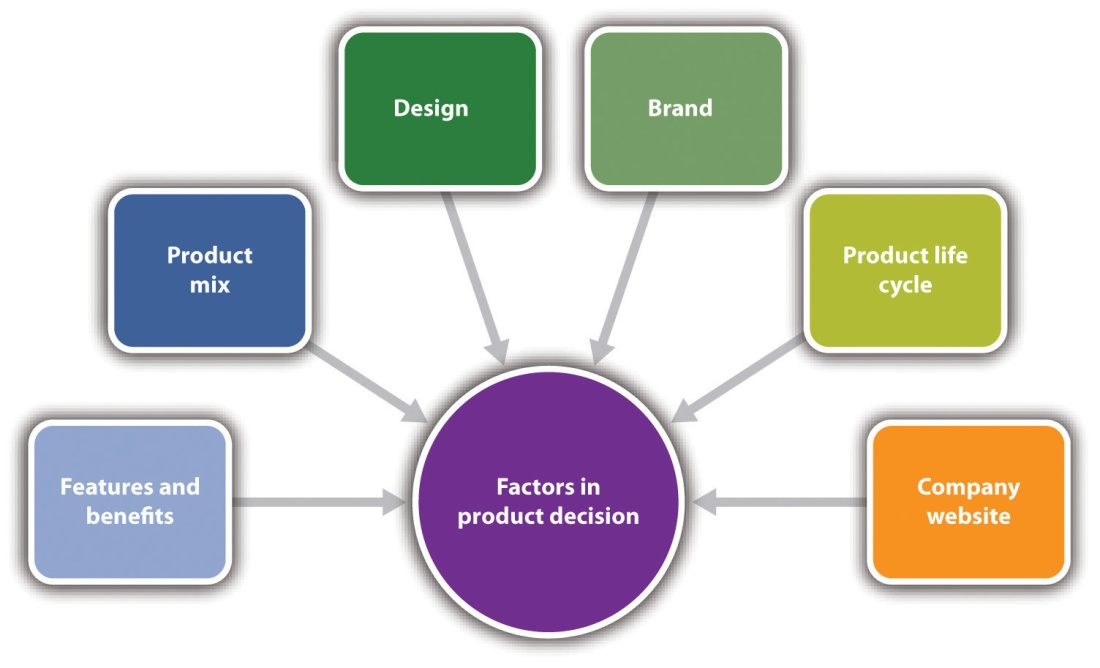 Design
Brand
Product
mix
Product life
cycle
Features and
benefits
Factors in
product decision
Company
website